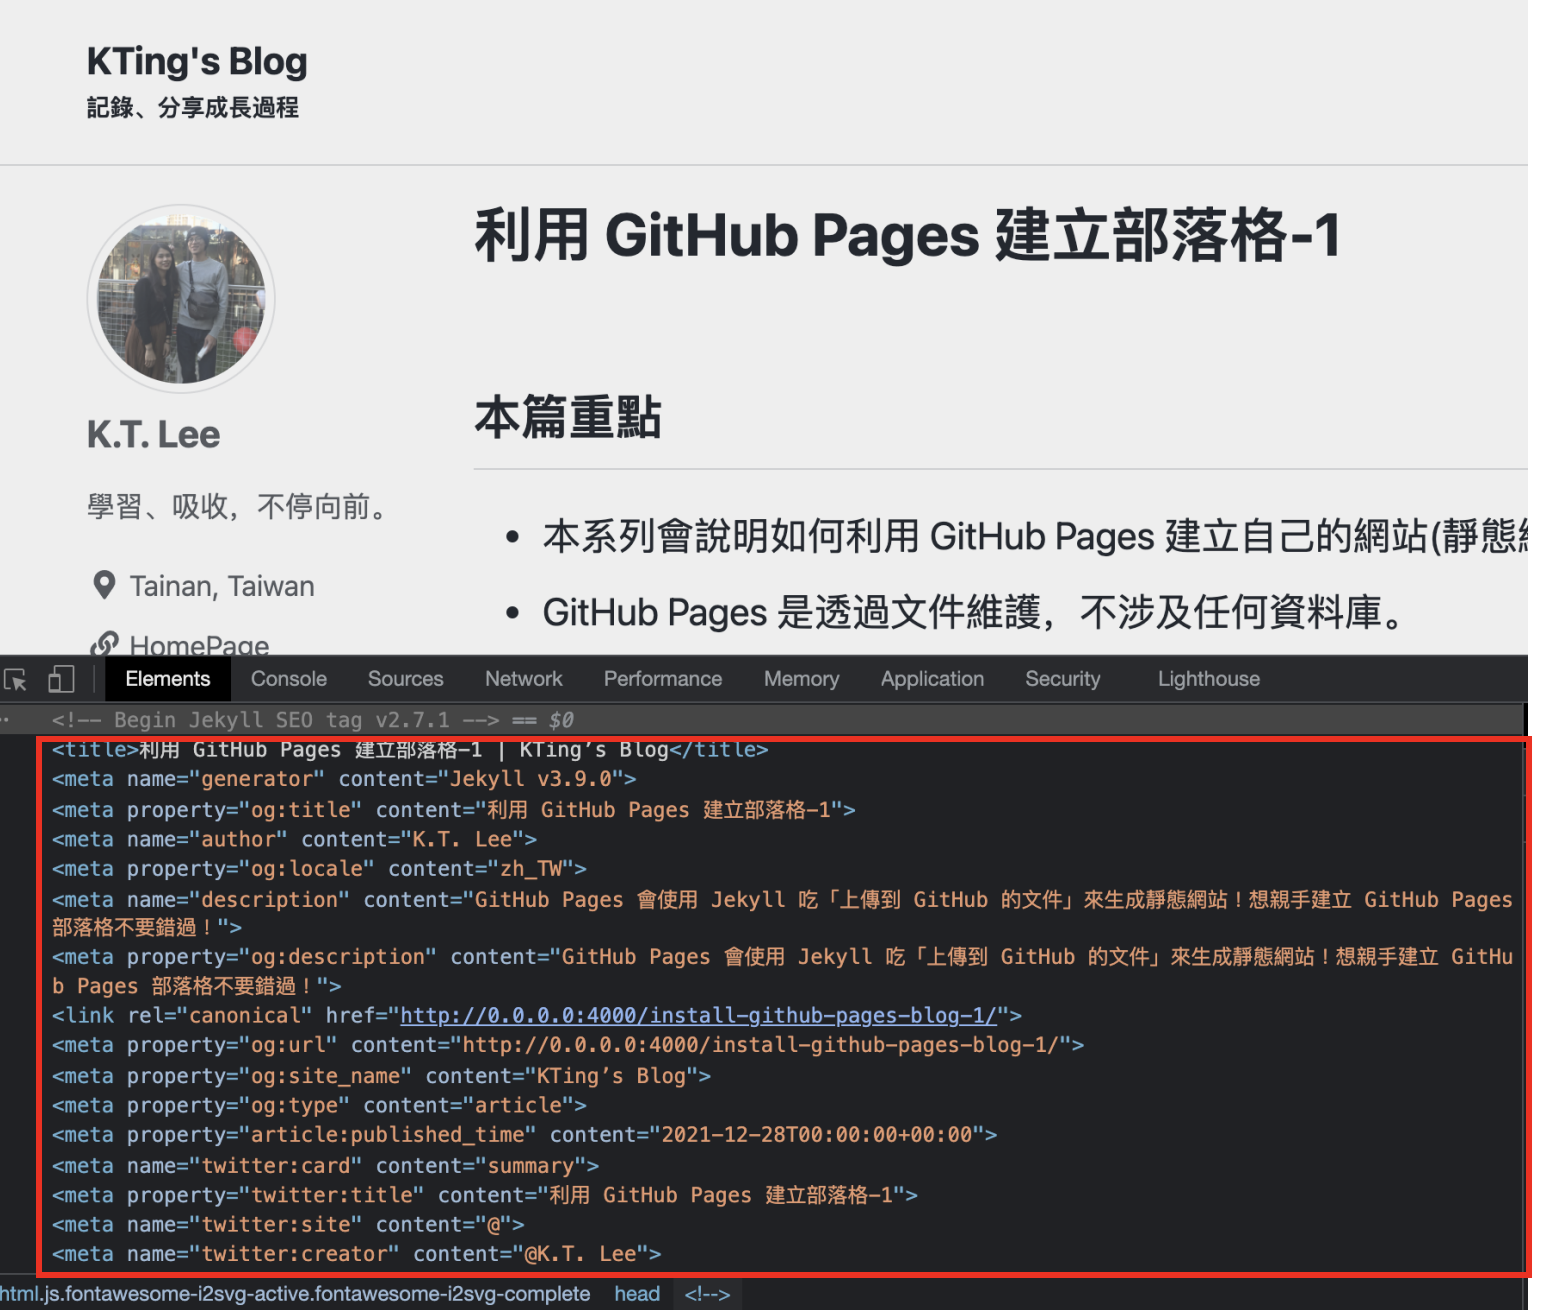 KTing's Blog
記錄、分享成長過程
利用 GitHub Pages 建立部落格-1
K.T. Lee
學習、吸收，不停向前。
Tainan, Taiwan
HomePage
本篇重點
本系列會說明如何利用 GitHub Pages 建立自己的網站(靜態
GitHub Pages 是透過文件維護，不涉及任何資料庫。
Elements Console Sources Network Performance Memory Application Security Lighthouse
<!-- Begin Jekyll SEO tag v2.7.1 --> == $0
<title>利用 GitHub Pages 建立部落格-1 | KTing’s Blog</title>
<meta name="generator" content="Jekyll v3.9.0">
<meta property="og:title" content="利用 GitHub Pages 建立部落格-1">
<meta name="author" content="K.T. Lee">
<meta property="og:locale" content="zh_TW">
<meta name="description" content="GitHub Pages 會使用 Jekyll 吃「上傳到 GitHub 的文件」來生成靜態網站！想親手建立 GitHub Pages
部落格不要錯過！">
<meta property="og:description" content="GitHub Pages 會使用 Jekyll 吃「上傳到 GitHub 的文件」來生成靜態網站！想親手建立 GitHu
b Pages 部落格不要錯過！">
<link rel="canonical" href="http://0.0.0.0:4000/install-github-pages-blog-1/">
<meta property="og:url" content="http://0.0.0.0:4000/install-github-pages-blog-1/">
<meta property="og:site_name" content="KTing’s Blog">
<meta property="og:type" content="article">
<meta property="article:published_time" content="2021-12-28T00:00:00+00:00">
<meta name="twitter:card" content="summary">
<meta property="twitter:title" content="利用 GitHub Pages 建立部落格-1">
<meta name="twitter:site" content="@">
<meta name="twitter:creator" content="@K.T. Lee">
html.js.fontawesome-i2svg-active.fontawesome-i2svg-complete head <!-->